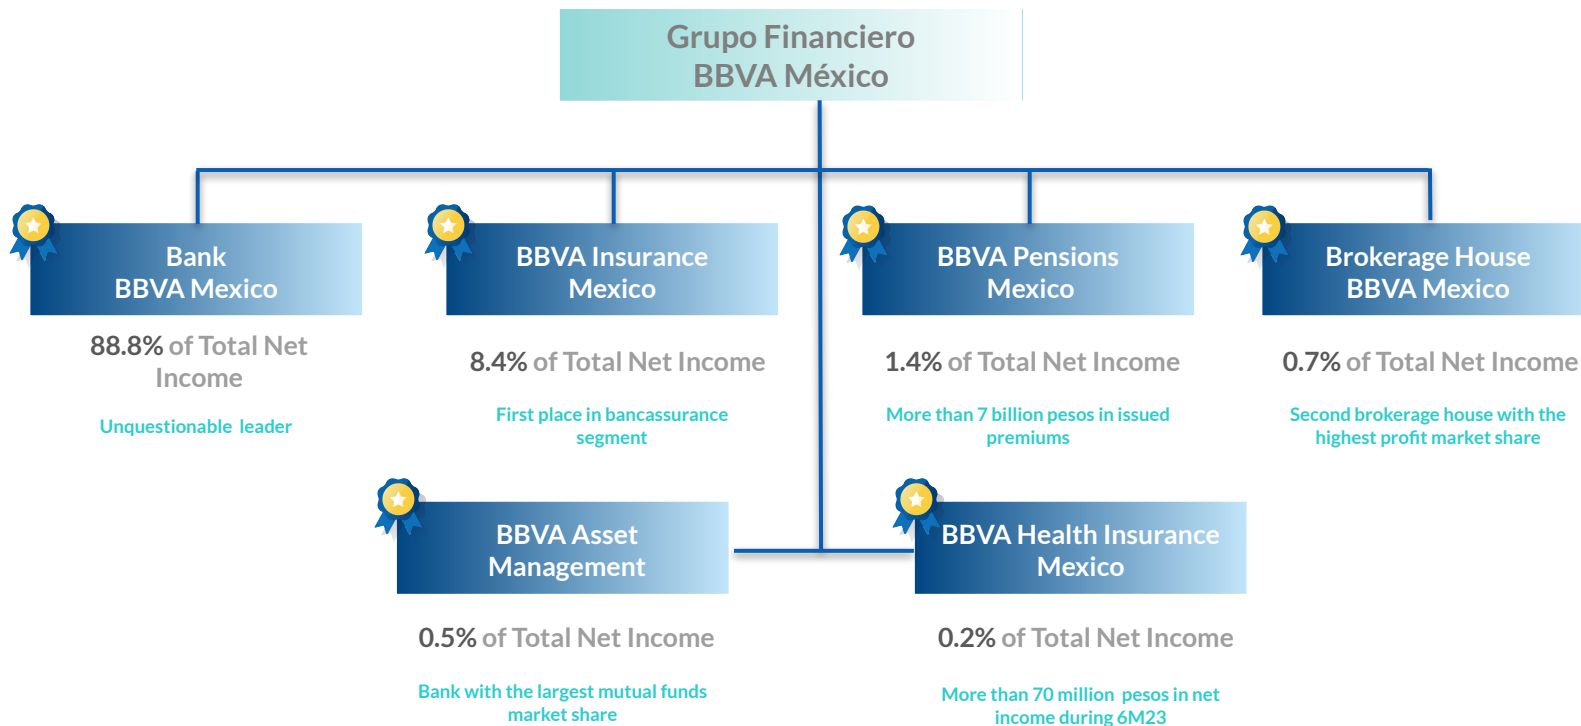 Grupo Financiero
BBVA México
Bank
BBVA Mexico
88.8% of Total Net
Income
Unquestionable leader
BBVA Insurance
Mexico
8.4% of Total Net Income
First place in bancassurance
segment
BBVA Pensions
Mexico
1.4% of Total Net Income
More than 7 billion pesos in issued
premiums
Brokerage House
BBVA Mexico
0.7% of Total Net Income
Second brokerage house with the
highest profit market share
BBVA Asset
Management
0.5% of Total Net Income
Bank with the largest mutual funds
market share
BBVA Health Insurance
Mexico
0.2% of Total Net Income
More than 70 million pesos in net
income during 6M23